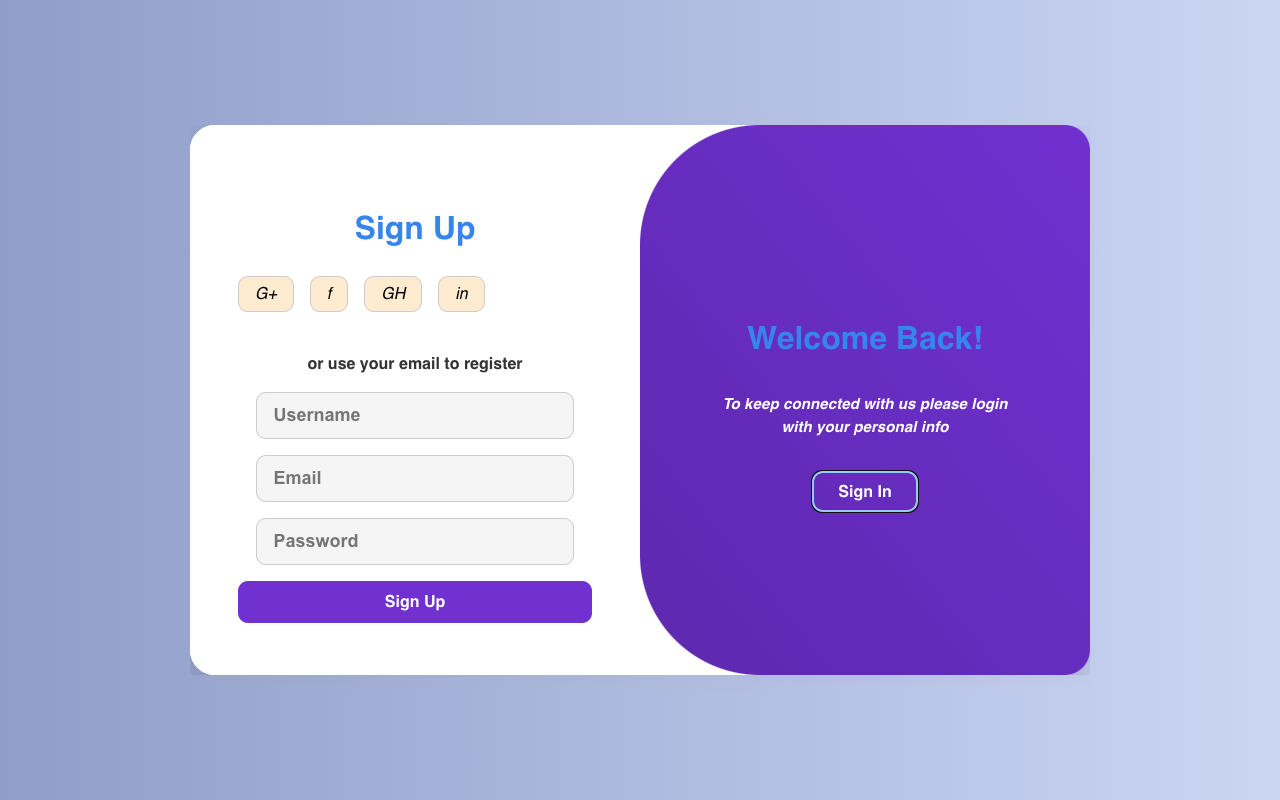 Sign Up
G+ f GH in
or use your email to register
Username
Email
Password
Sign Up
Welcome Back!
To keep connected with us please login
with your personal info
Sign In